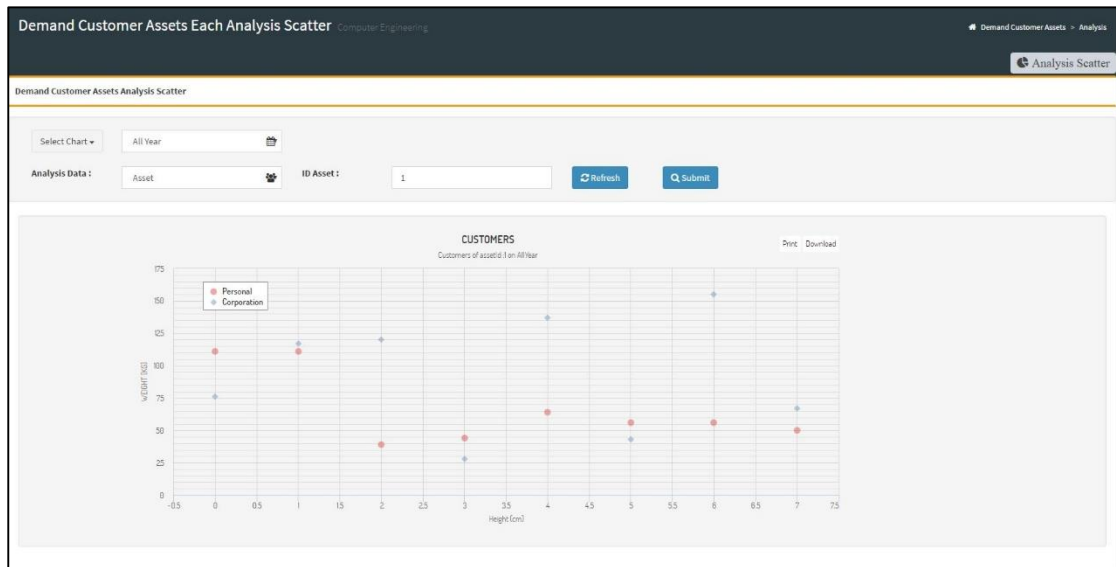 Demand Customer Assets Each Analysis Scatter Computer Engineering
Demand Customer Assets > Analysis
Analysis Scatter
Demand Customer Assets Analysis Scatter
Select Chart All Year
Analysis Data : Asset ID Asset : 1 Refresh Submit
CUSTOMERS
Print Download
Customers of assetId :1 on All Year
175
Personal
150
Corporation
125
100
WEIGHT (KG)
75
50
25
0
-0.5 0 0.5 1 1.5 2 2.5 3 3.5 4 4.5 5 5.5 6 6.5 7 7.5
Height (cm)